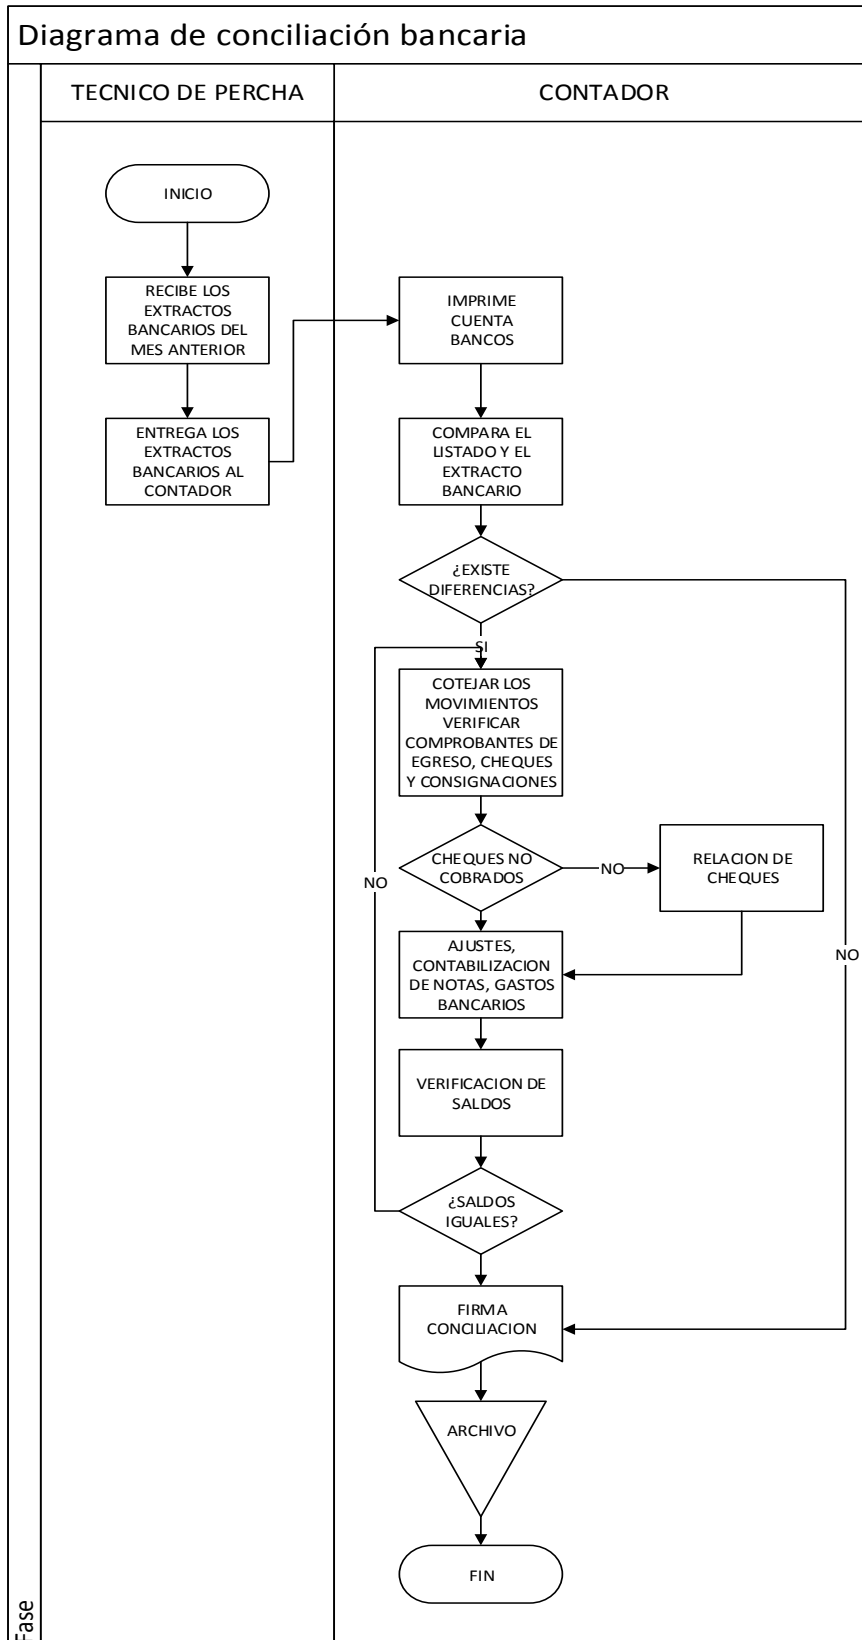 Diagrama de conciliación bancaria
TECNICO DE PERCHA
CONTADOR
INICIO
RECIBE LOS
EXTRACTOS
BANCARIOS DEL
MES ANTERIOR
ENTREGA LOS
EXTRACTOS
BANCARIOS AL
CONTADOR
IMPRIME
CUENTA
BANCOS
COMPARA EL
LISTADO Y EL
EXTRACTO
BANCARIO
¿EXISTE
DIFERENCIAS?
SI
COTEJAR LOS
MOVIMIENTOS
VERIFICAR
COMPROBANTES DE
EGRESO, CHEQUES
Y CONSIGNACIONES
CHEQUES NO
COBRADOS
NO
RELACION DE
CHEQUES
NO
NO
AJUSTES,
CONTABILIZACION
DE NOTAS, GASTOS
BANCARIOS
VERIFICACION DE
SALDOS
¿SALDOS
IGUALES?
FIRMA
CONCILIACION
ARCHIVO
FIN
Fase